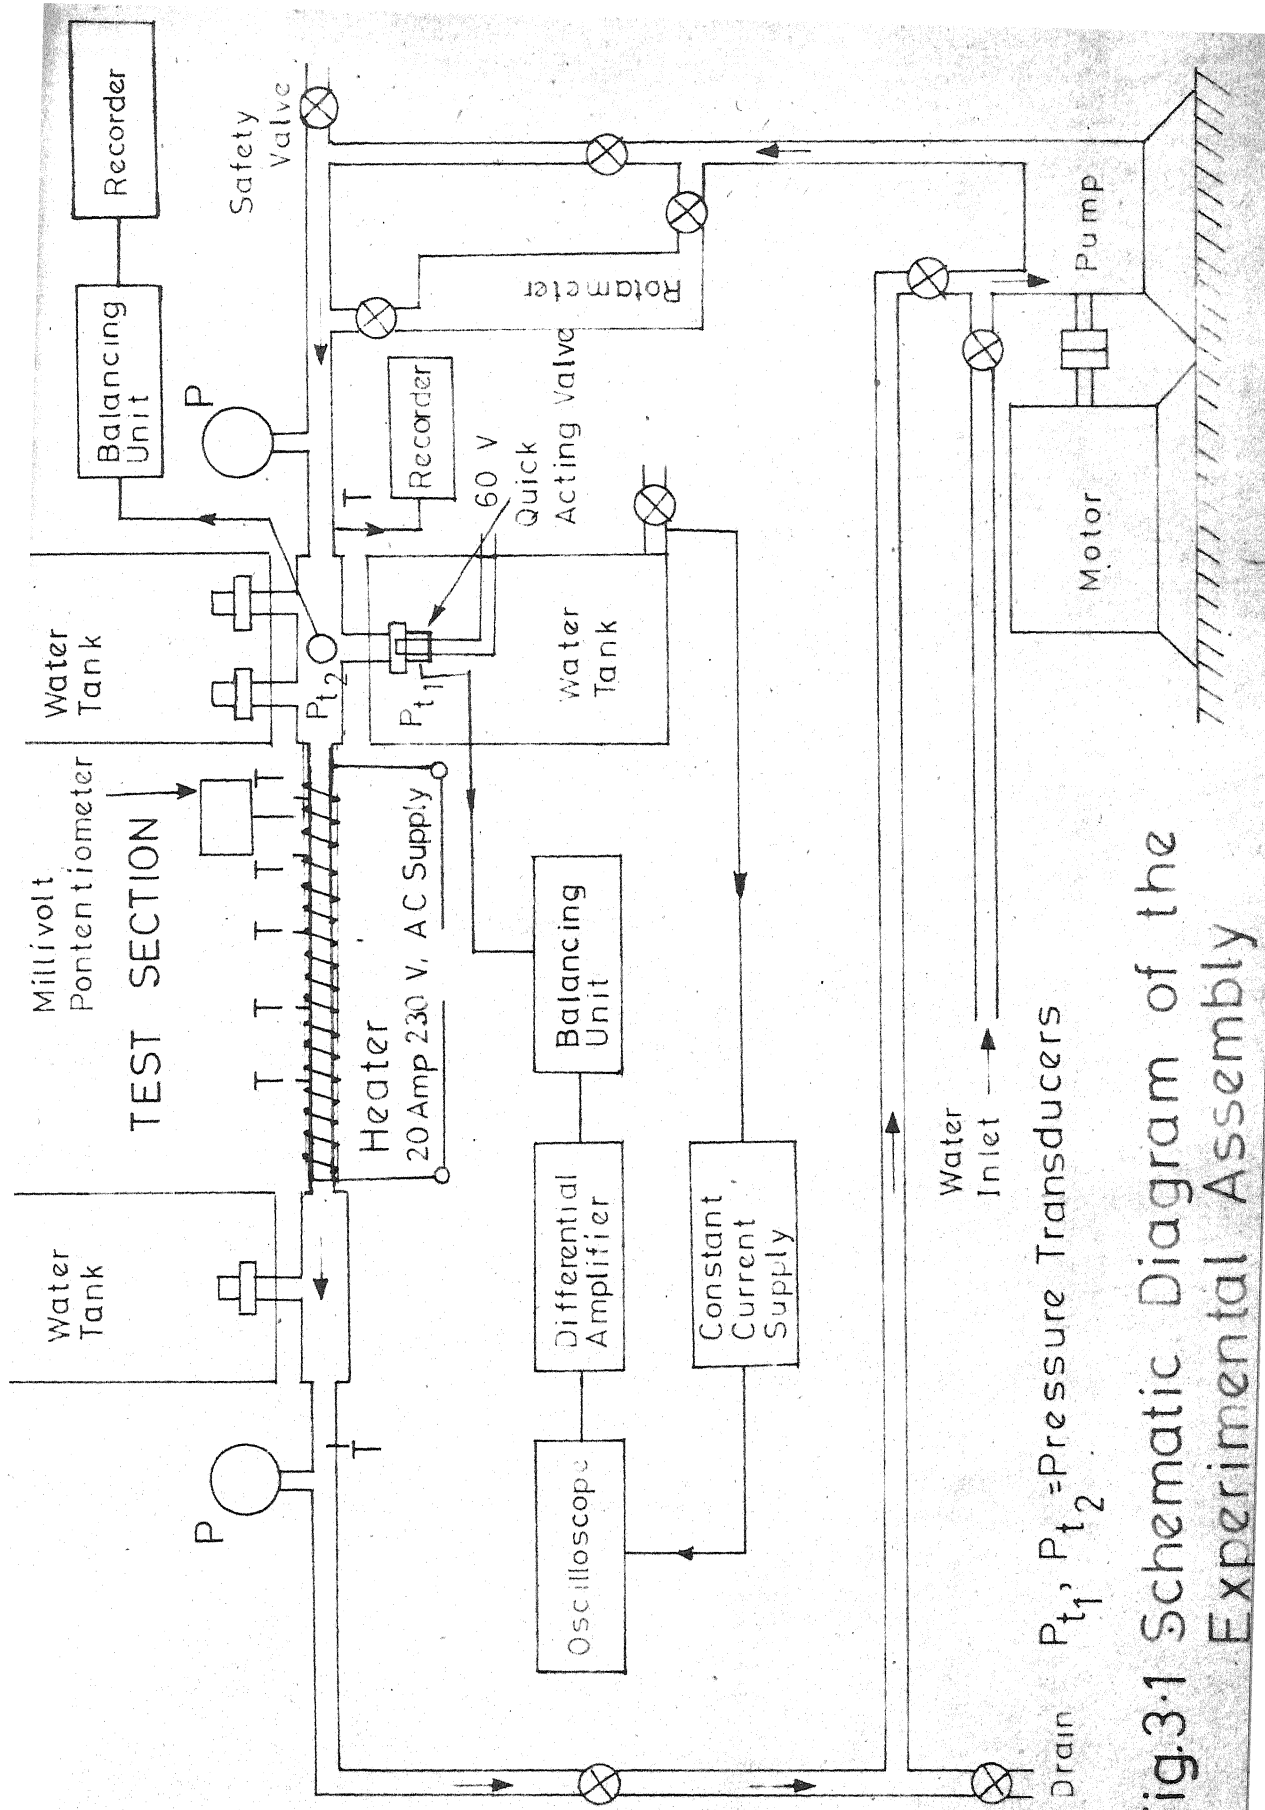 Recorder
Balancing
Unit
Safety
Valve
P
Water
Tank
Millivolt
Pontentiometer
TEST SECTION
Water
Tank
P
T
Recorder
Rotameter
60 V
Quick
Acting Valve
Pt2
Pt1
Water
Tank
T
T
T
T
T
Heater
20 Amp 230 V, AC Supply
T
Balancing
Unit
Differential
Amplifier
Oscilloscope
Constant
Current
Supply
Pump
Motor
Water
Inlet
Drain
Pt1, Pt2 =Pressure Transducers
ig.3.1 Schematic Diagram of the
Experimental Assembly